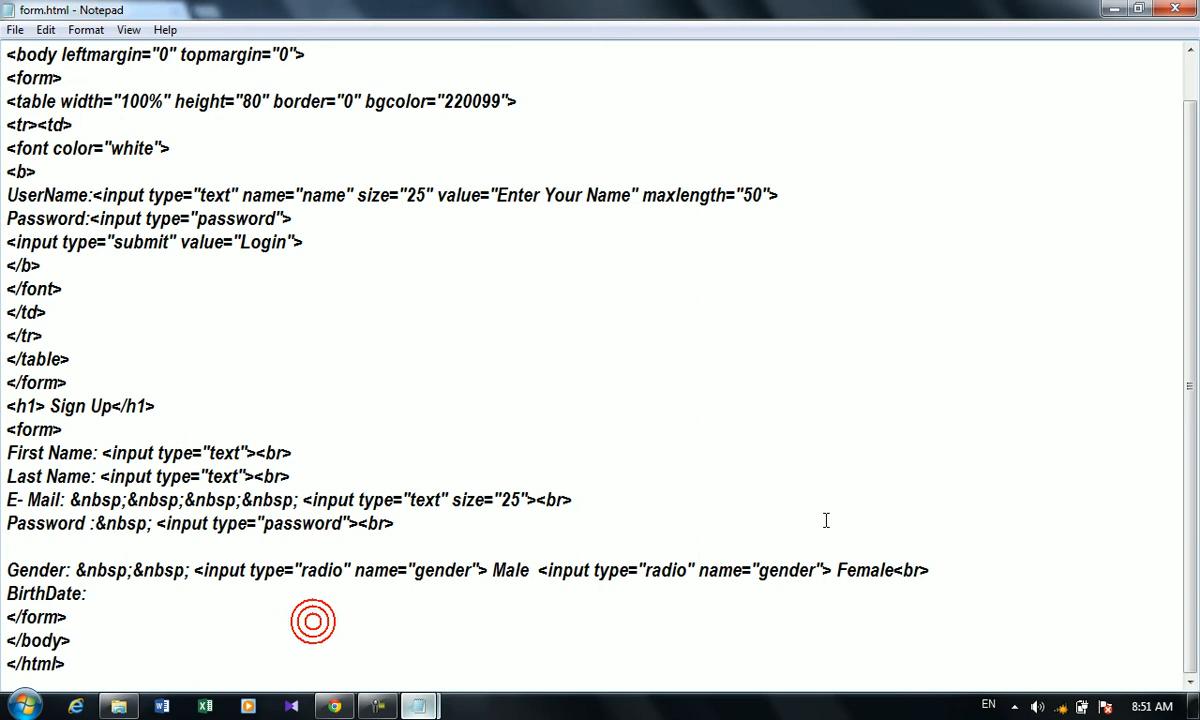 form.html - Notepad
File Edit Format View Help
<body leftmargin="0" topmargin="0">
<form>
<table width="100%" height="80" border="0" bgcolor="220099">
<tr><td>
<font color="white">
<b>
UserName:<input type="text" name="name" size="25" value="Enter Your Name" maxlength="50">
Password:<input type="password">
<input type="submit" value="Login">
</b>
</font>
</td>
</tr>
</table>
</form>
<h1> Sign Up</h1>
<form>
First Name: <input type="text"><br>
Last Name: <input type="text"><br>
E- Mail: &nbsp;&nbsp;&nbsp;&nbsp; <input type="text" size="25"><br>
Password :&nbsp; <input type="password"><br>
Gender: &nbsp;&nbsp; <input type="radio" name="gender"> Male  <input type="radio" name="gender"> Female<br>
BirthDate:
</form>
</body>
</html>
EN 8:51 AM